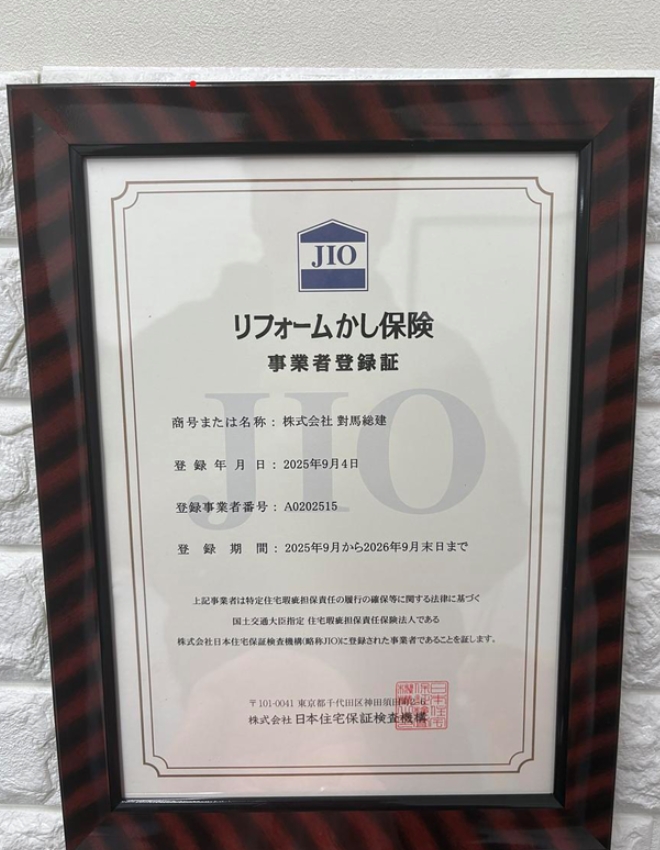 JIO
リフォームかし保険
事業者登録証
JIO
商号または名称：株式会社 對馬総建
登録年月日：2025年9月4日
登録事業者番号：A0202515
登録期間：2025年9月から2026年9月末日まで
上記事業者は特定住宅瑕疵担保責任の履行の確保等に関する法律に基づく
国土交通大臣指定 住宅瑕疵担保責任保険法人である
株式会社日本住宅保証検査機構(略称JIO)に登録された事業者であることを証します。
〒101-0041 東京都千代田区神田須田町2-6
株式会社 日本住宅保証検査機構